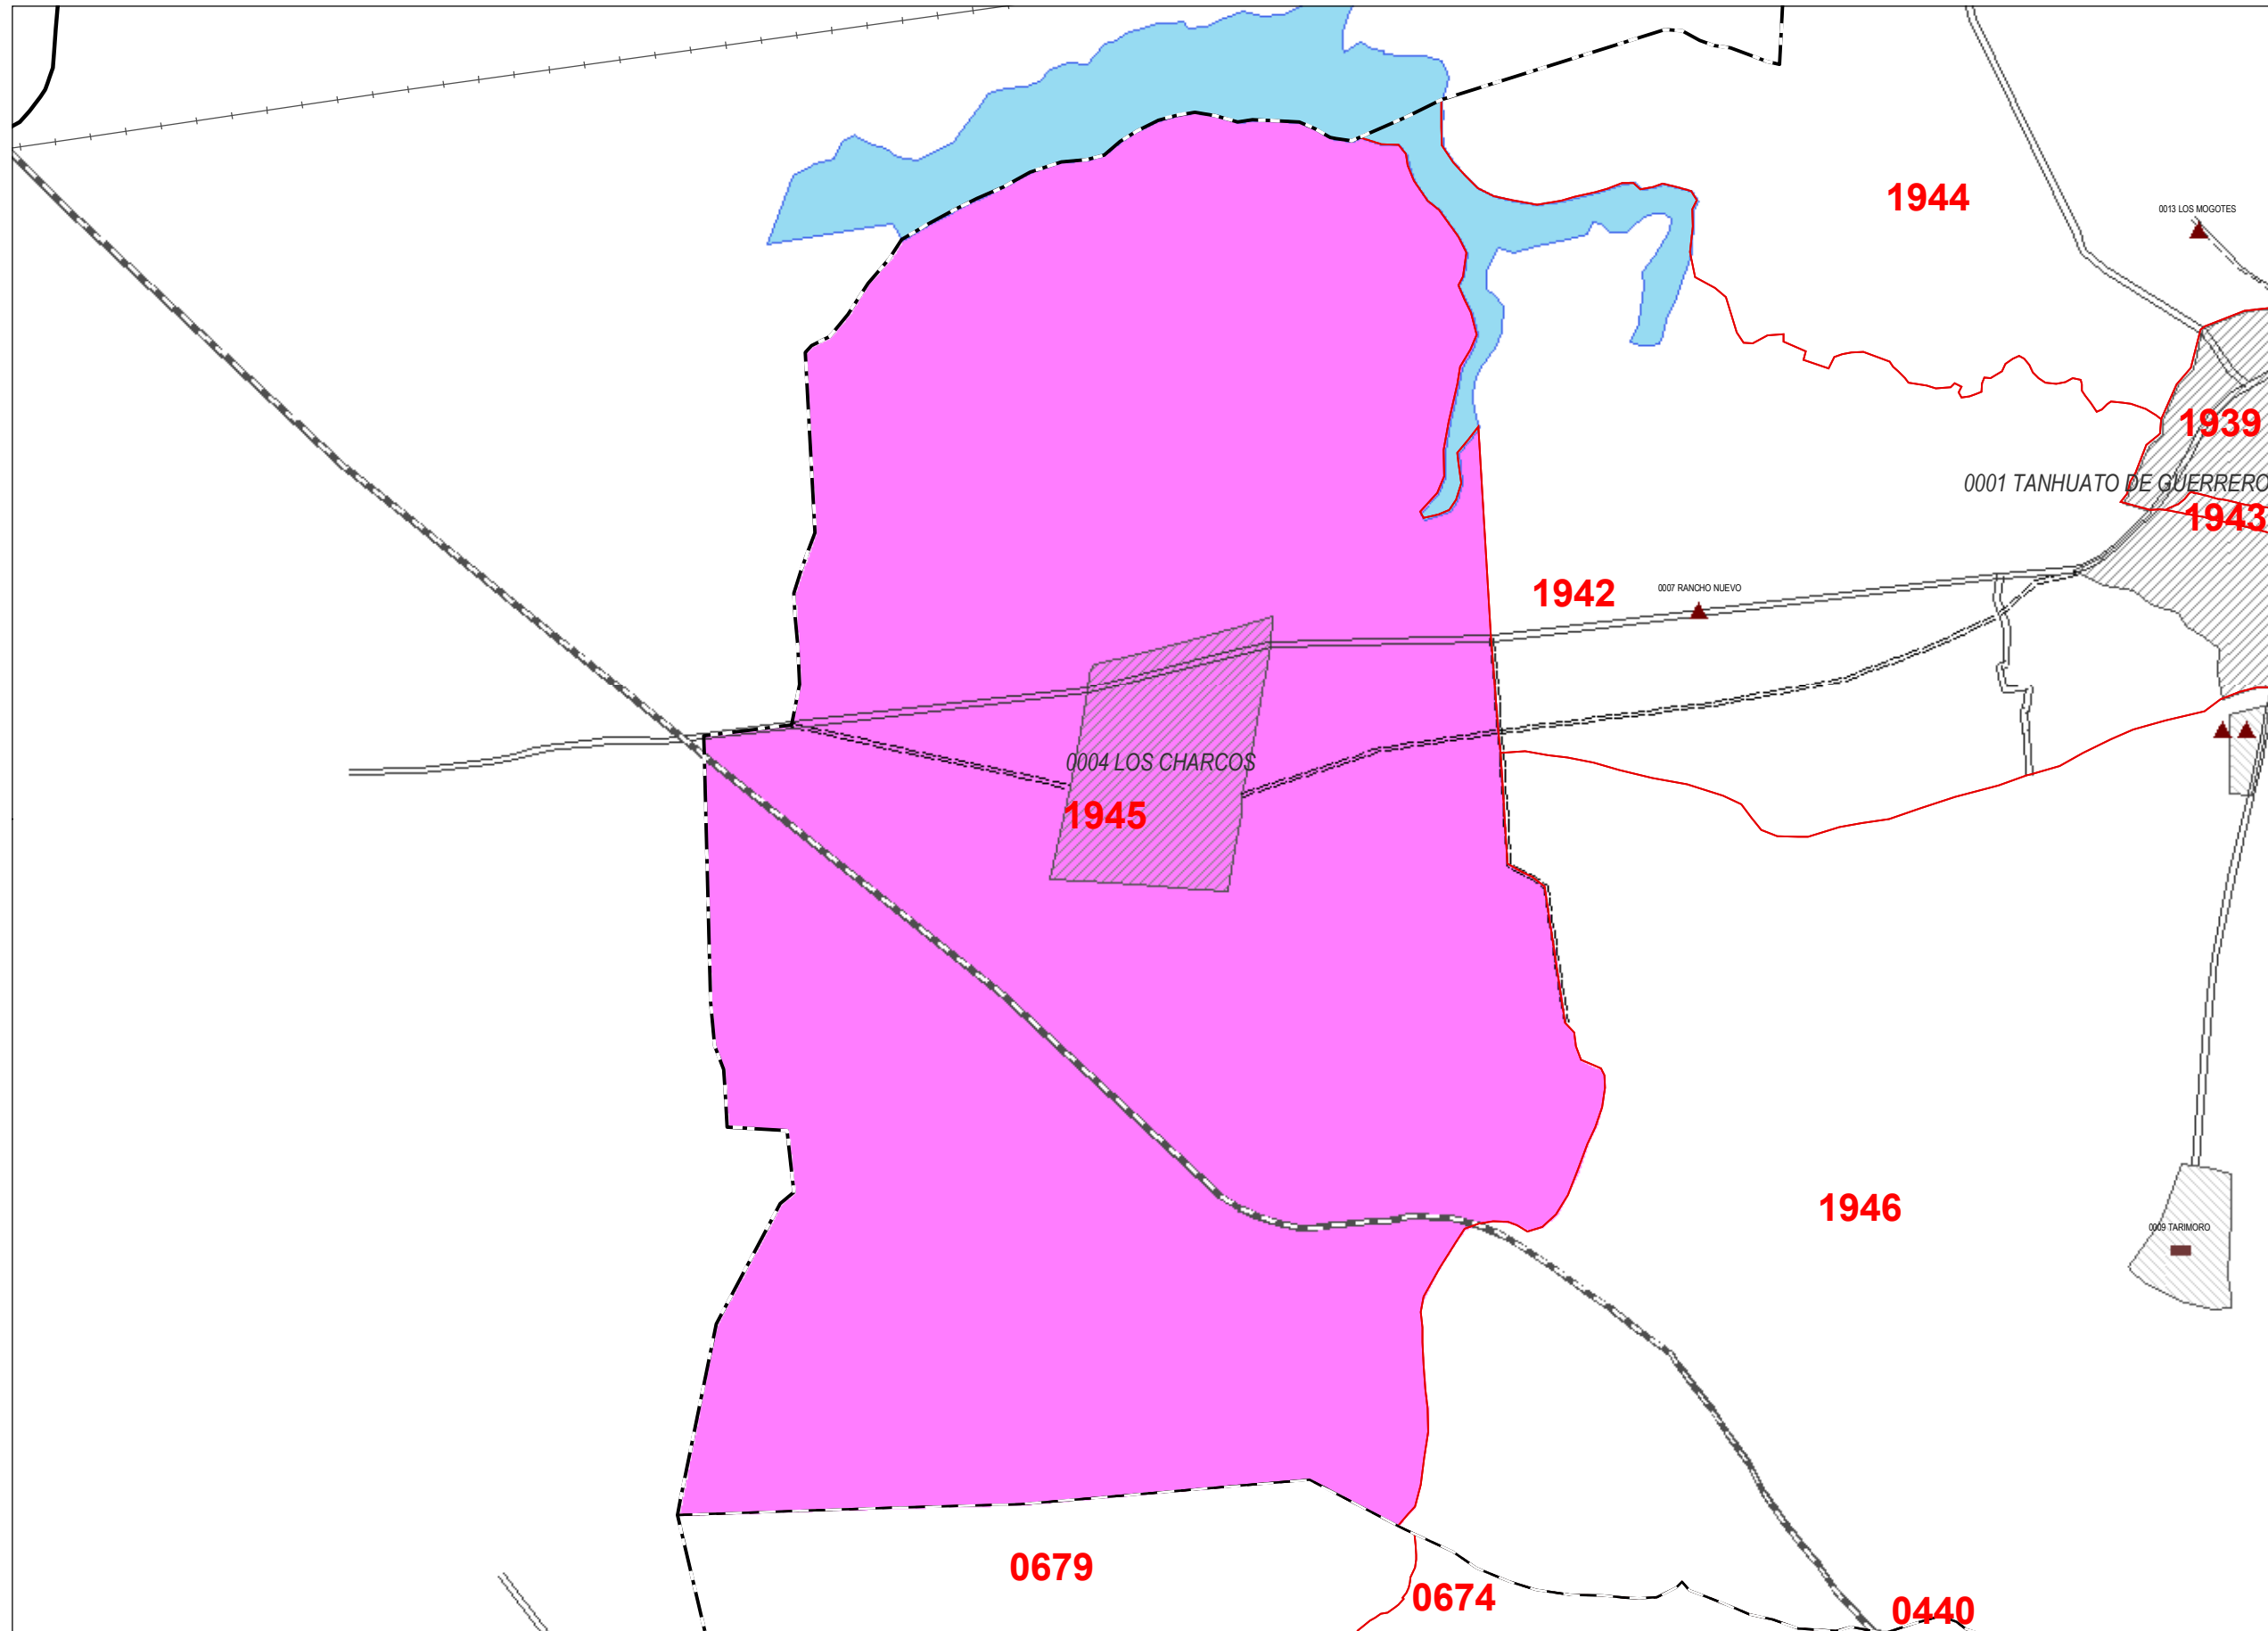 1944
0013 LOS MOGOTES
1939
0001 TANHUATO DE GUERRERO
1943
1942
0007 RANCHO NUEVO
0004 LOS CHARCOS
1945
1946
0009 TARIMORO
0679
0674
0440